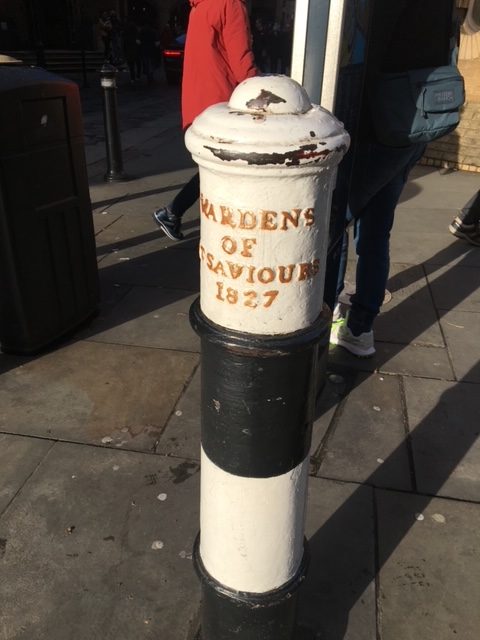 WARDENS
OF
ST SAVIOURS
1827